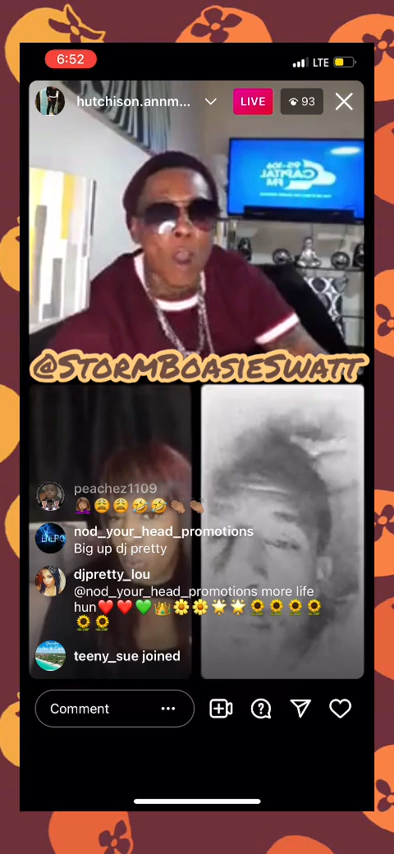 6:52
LTE
hutchison.annm...
LIVE
93
95-106
CAPITAL
FM
@StormBoasieSwatt
peachez1109
🤦🏽‍♀️😩😩🤣🤣👏🏽👏🏽
nod_your_head_promotions
Big up dj pretty
djpretty_lou
@nod_your_head_promotions more life
hun❤️❤️💚👑🌼🌼🌟🌟🌻🌻🌻🌻
🌻🌻
teeny_sue joined
Comment